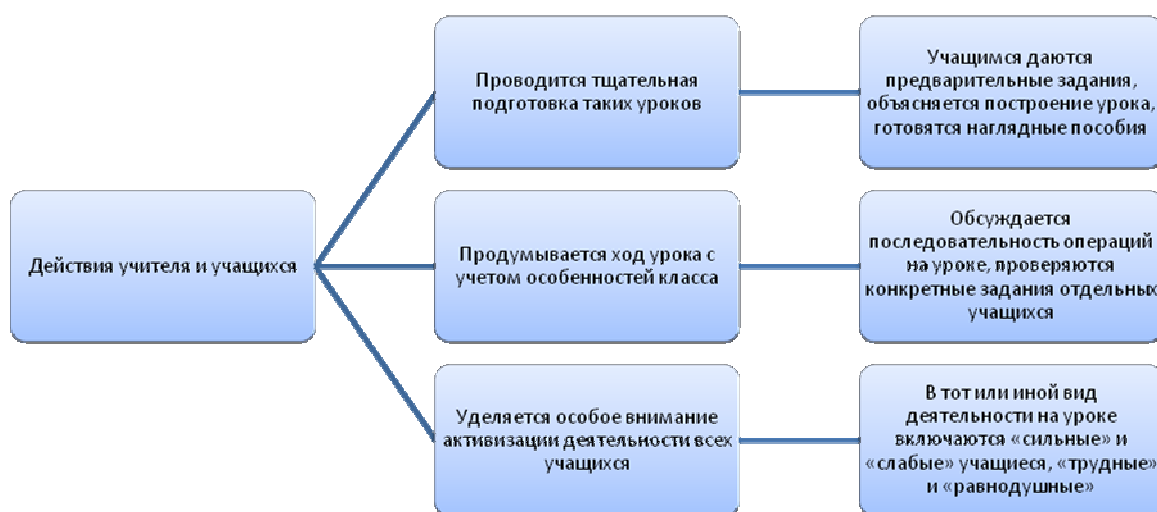 Действия учителя и учащихся
Проводится тщательная
подготовка таких уроков
Учащимся даются
предварительные задания,
объясняется построение урока,
готовятся наглядные пособия
Продумывается ход урока с
учетом особенностей класса
Обсуждается
последовательность операций
на уроке, проверяются
конкретные задания отдельных
учащихся
Уделяется особое внимание
активизации деятельности всех
учащихся
В тот или иной вид
деятельности на уроке
включаются «сильные» и
«слабые» учащиеся, «трудные»
и «равнодушные»